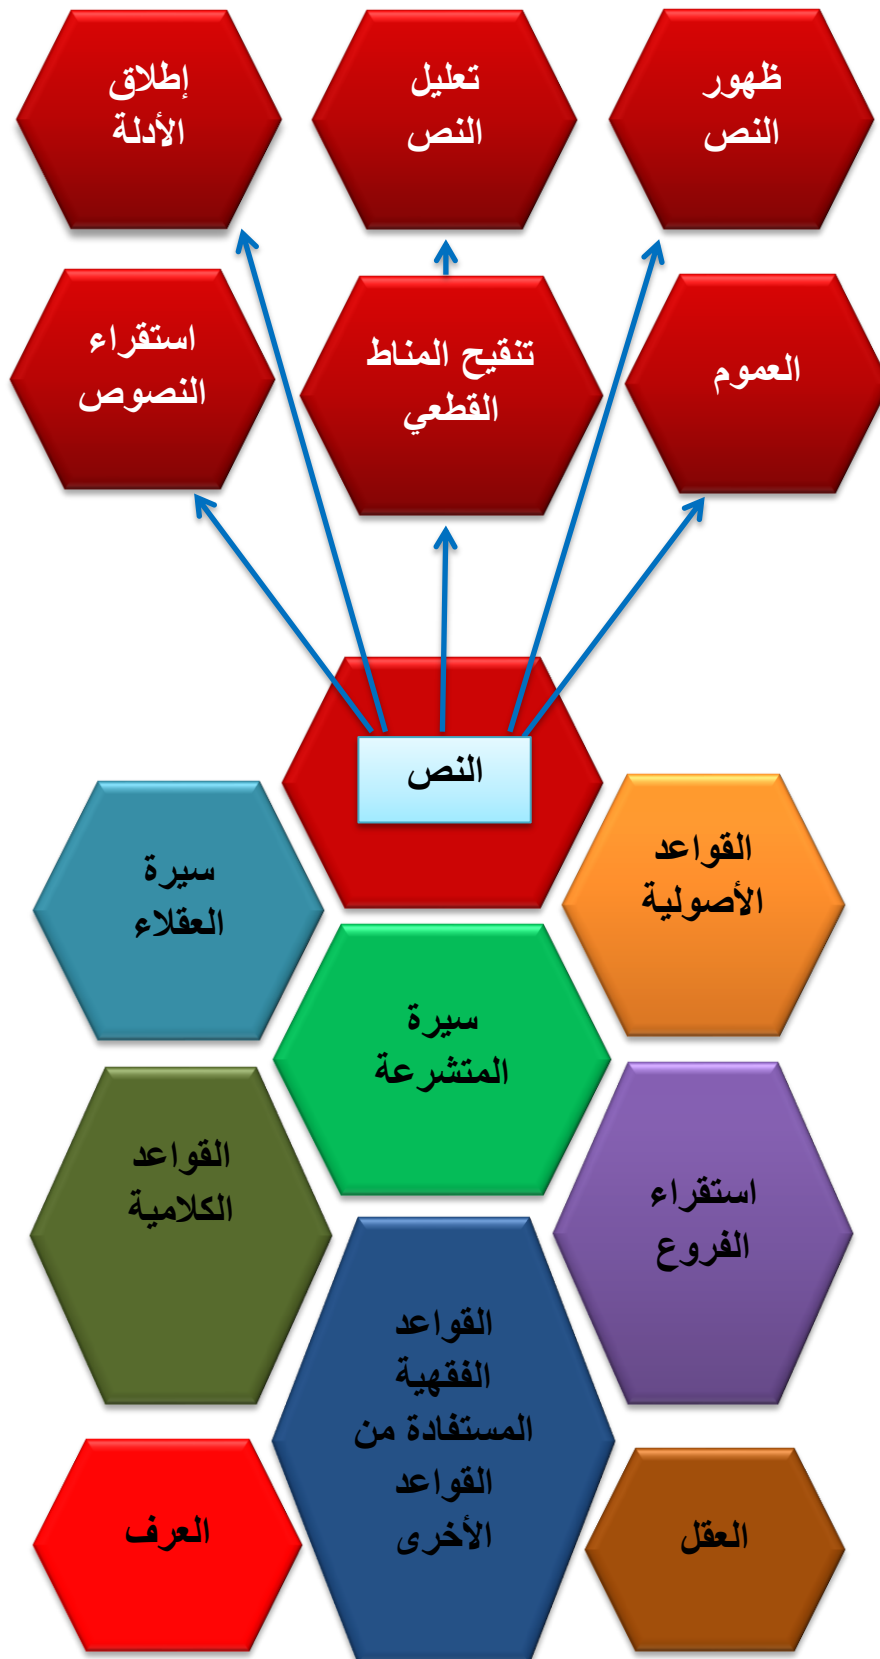 ظهور
النص
تعليل
النص
إطلاق
الأدلة
العموم
تنقيح المناط
القطعي
استقراء
النصوص
النص
القواعد
الأصولية
سيرة
العقلاء
سيرة
المتشرعة
استقراء
الفروع
القواعد
الكلامية
القواعد
الفقهية
المستفادة من
القواعد
الأخرى
العقل
العرف